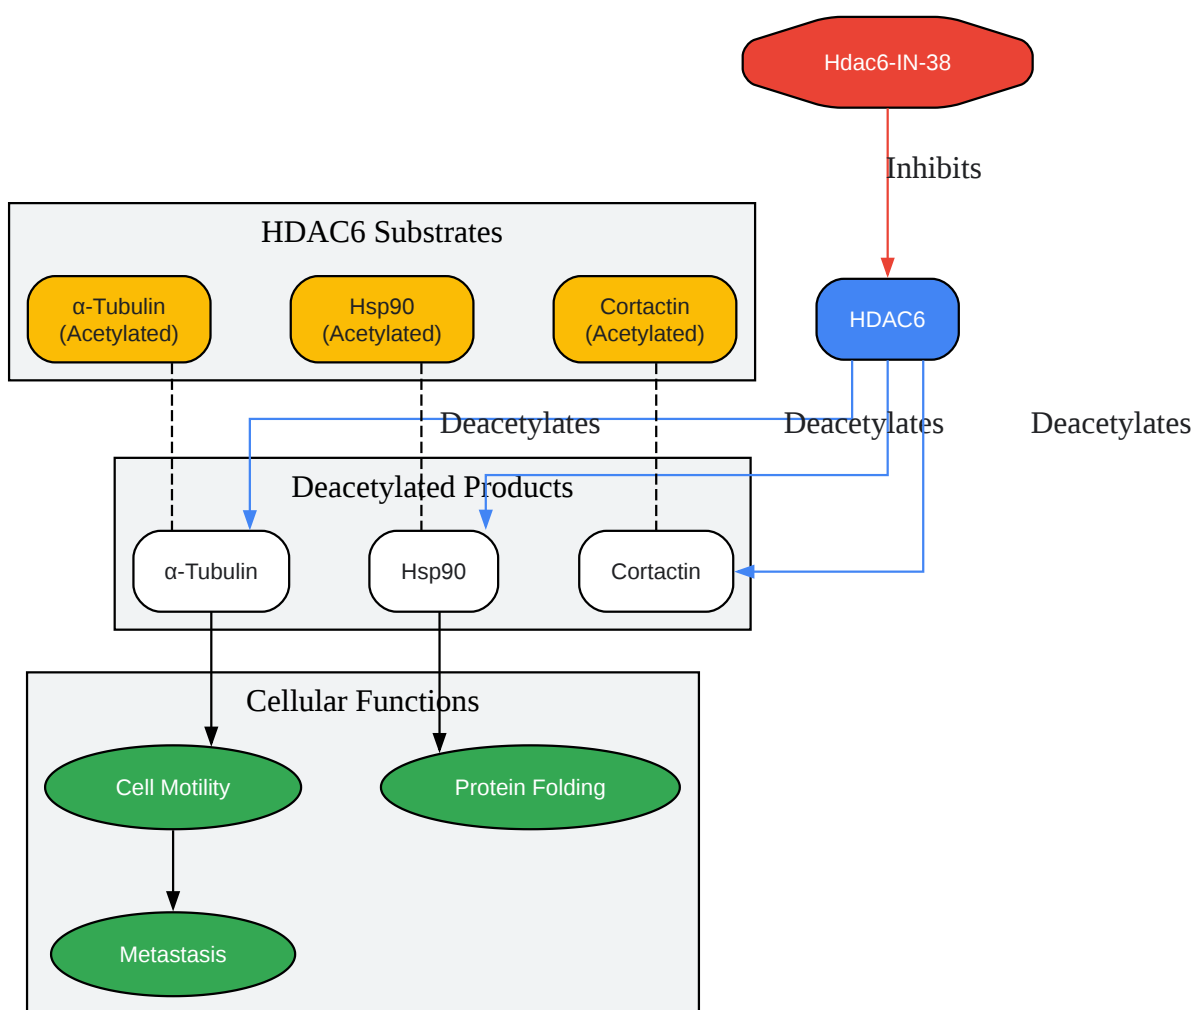 Hdac6-IN-38
Inhibits
HDAC6 Substrates
α-Tubulin
(Acetylated)
Hsp90
(Acetylated)
Cortactin
(Acetylated)
HDAC6
Deacetylates
Deacetylates
Deacetylates
Deacetylated Products
α-Tubulin
Hsp90
Cortactin
Cellular Functions
Cell Motility
Protein Folding
Metastasis